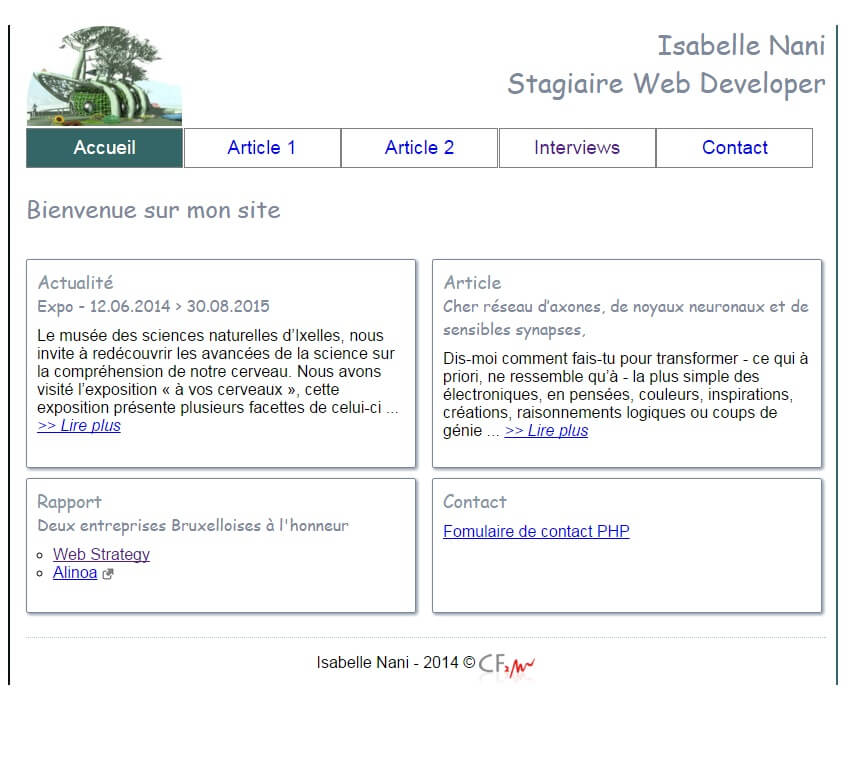 Isabelle Nani
Stagiaire Web Developer
Accueil
Article 1
Article 2
Interviews
Contact
Bienvenue sur mon site
Actualité
Expo - 12.06.2014 > 30.08.2015
Le musée des sciences naturelles d’Ixelles, nous
invite à redécouvrir les avancées de la science sur
la compréhension de notre cerveau. Nous avons
visité l’exposition « à vos cerveaux », cette
exposition présente plusieurs facettes de celui-ci ...
>> Lire plus
Article
Cher réseau d’axones, de noyaux neuronaux et de
sensibles synapses,
Dis-moi comment fais-tu pour transformer - ce qui à
priori, ne ressemble qu’à - la plus simple des
électroniques, en pensées, couleurs, inspirations,
créations, raisonnements logiques ou coups de
génie ... >> Lire plus
Rapport
Deux entreprises Bruxelloises à l'honneur
Web Strategy
Alinoa
Contact
Fomulaire de contact PHP
Isabelle Nani - 2014 © CF2m